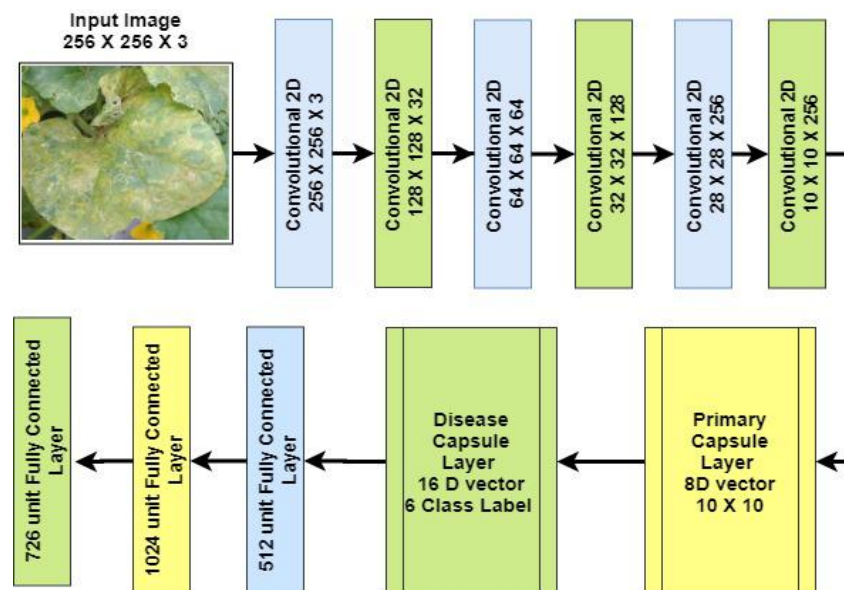 Input Image
256 X 256 X 3
Convolutional 2D
256 X 256 X 3
Convolutional 2D
128 X 128 X 32
Convolutional 2D
64 X 64 X 64
Convolutional 2D
32 X 32 X 128
Convolutional 2D
28 X 28 X 256
Convolutional 2D
10 X 10 X 256
Primary
Capsule
Layer
8D vector
10 X 10
Disease
Capsule
Layer
16 D vector
6 Class Label
512 unit Fully Connected
Layer
1024 unit Fully Connected
Layer
726 unit Fully Connected
Layer